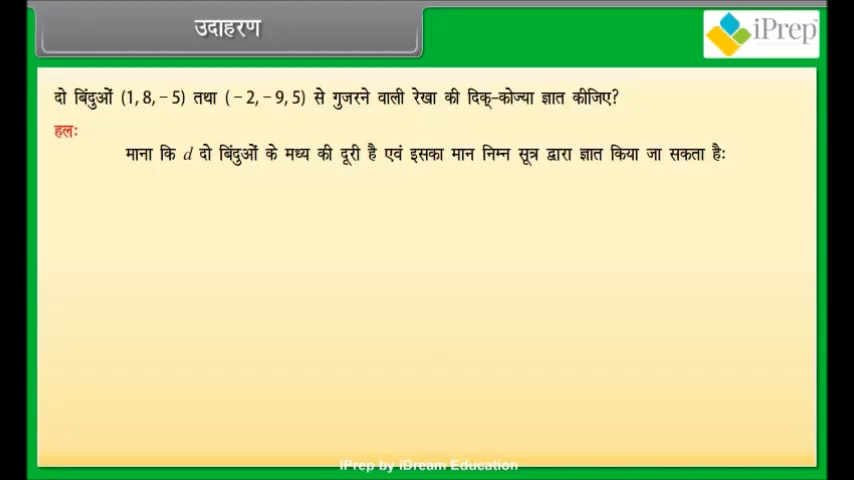 उदाहरण
iPrep
दो बिंदुओं (1, 8, – 5) तथा (– 2, – 9, 5) से गुजरने वाली रेखा की दिक्-कोज्या ज्ञात कीजिए?
हलः
माना कि d दो बिंदुओं के मध्य की दूरी है एवं इसका मान निम्न सूत्र द्वारा ज्ञात किया जा सकता हैः
iPrep by iDream Education